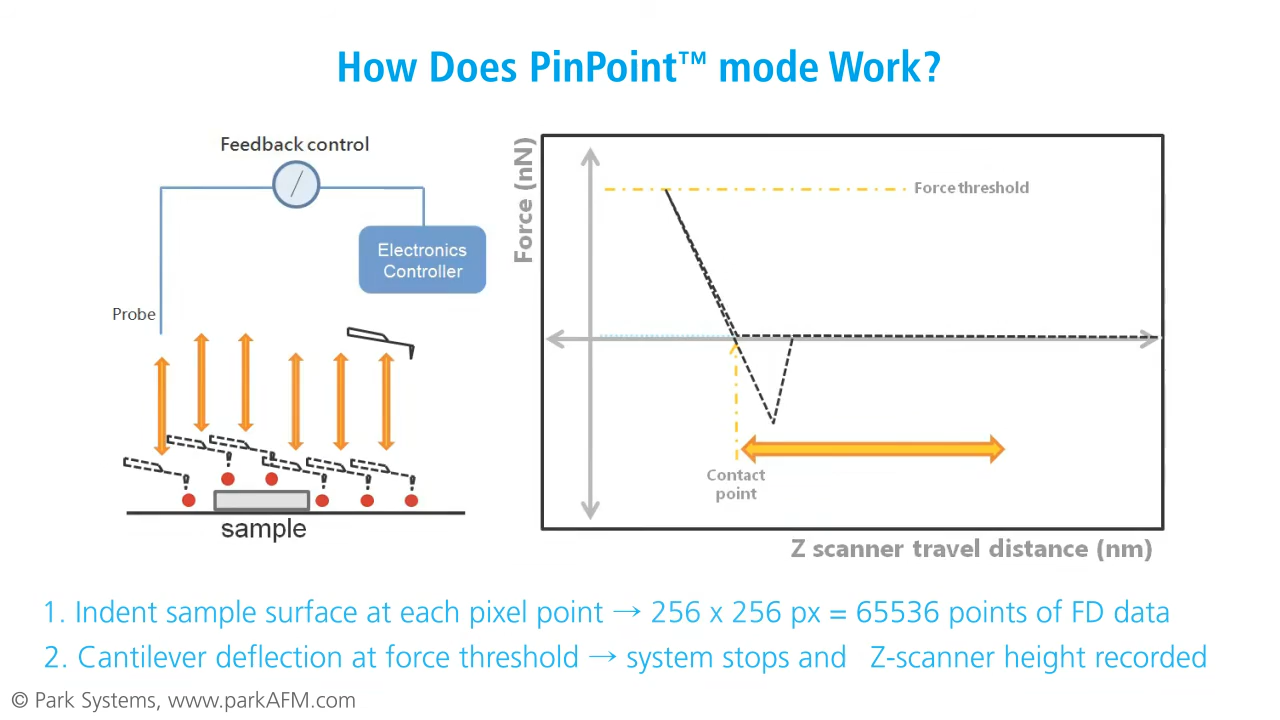 How Does PinPoint™ mode Work?
Feedback control
Electronics
Controller
Probe
sample
Force (nN)
Force threshold
Contact
point
Z scanner travel distance (nm)
1. Indent sample surface at each pixel point → 256 x 256 px = 65536 points of FD data
2. Cantilever deflection at force threshold → system stops and Z-scanner height recorded
© Park Systems, www.parkAFM.com